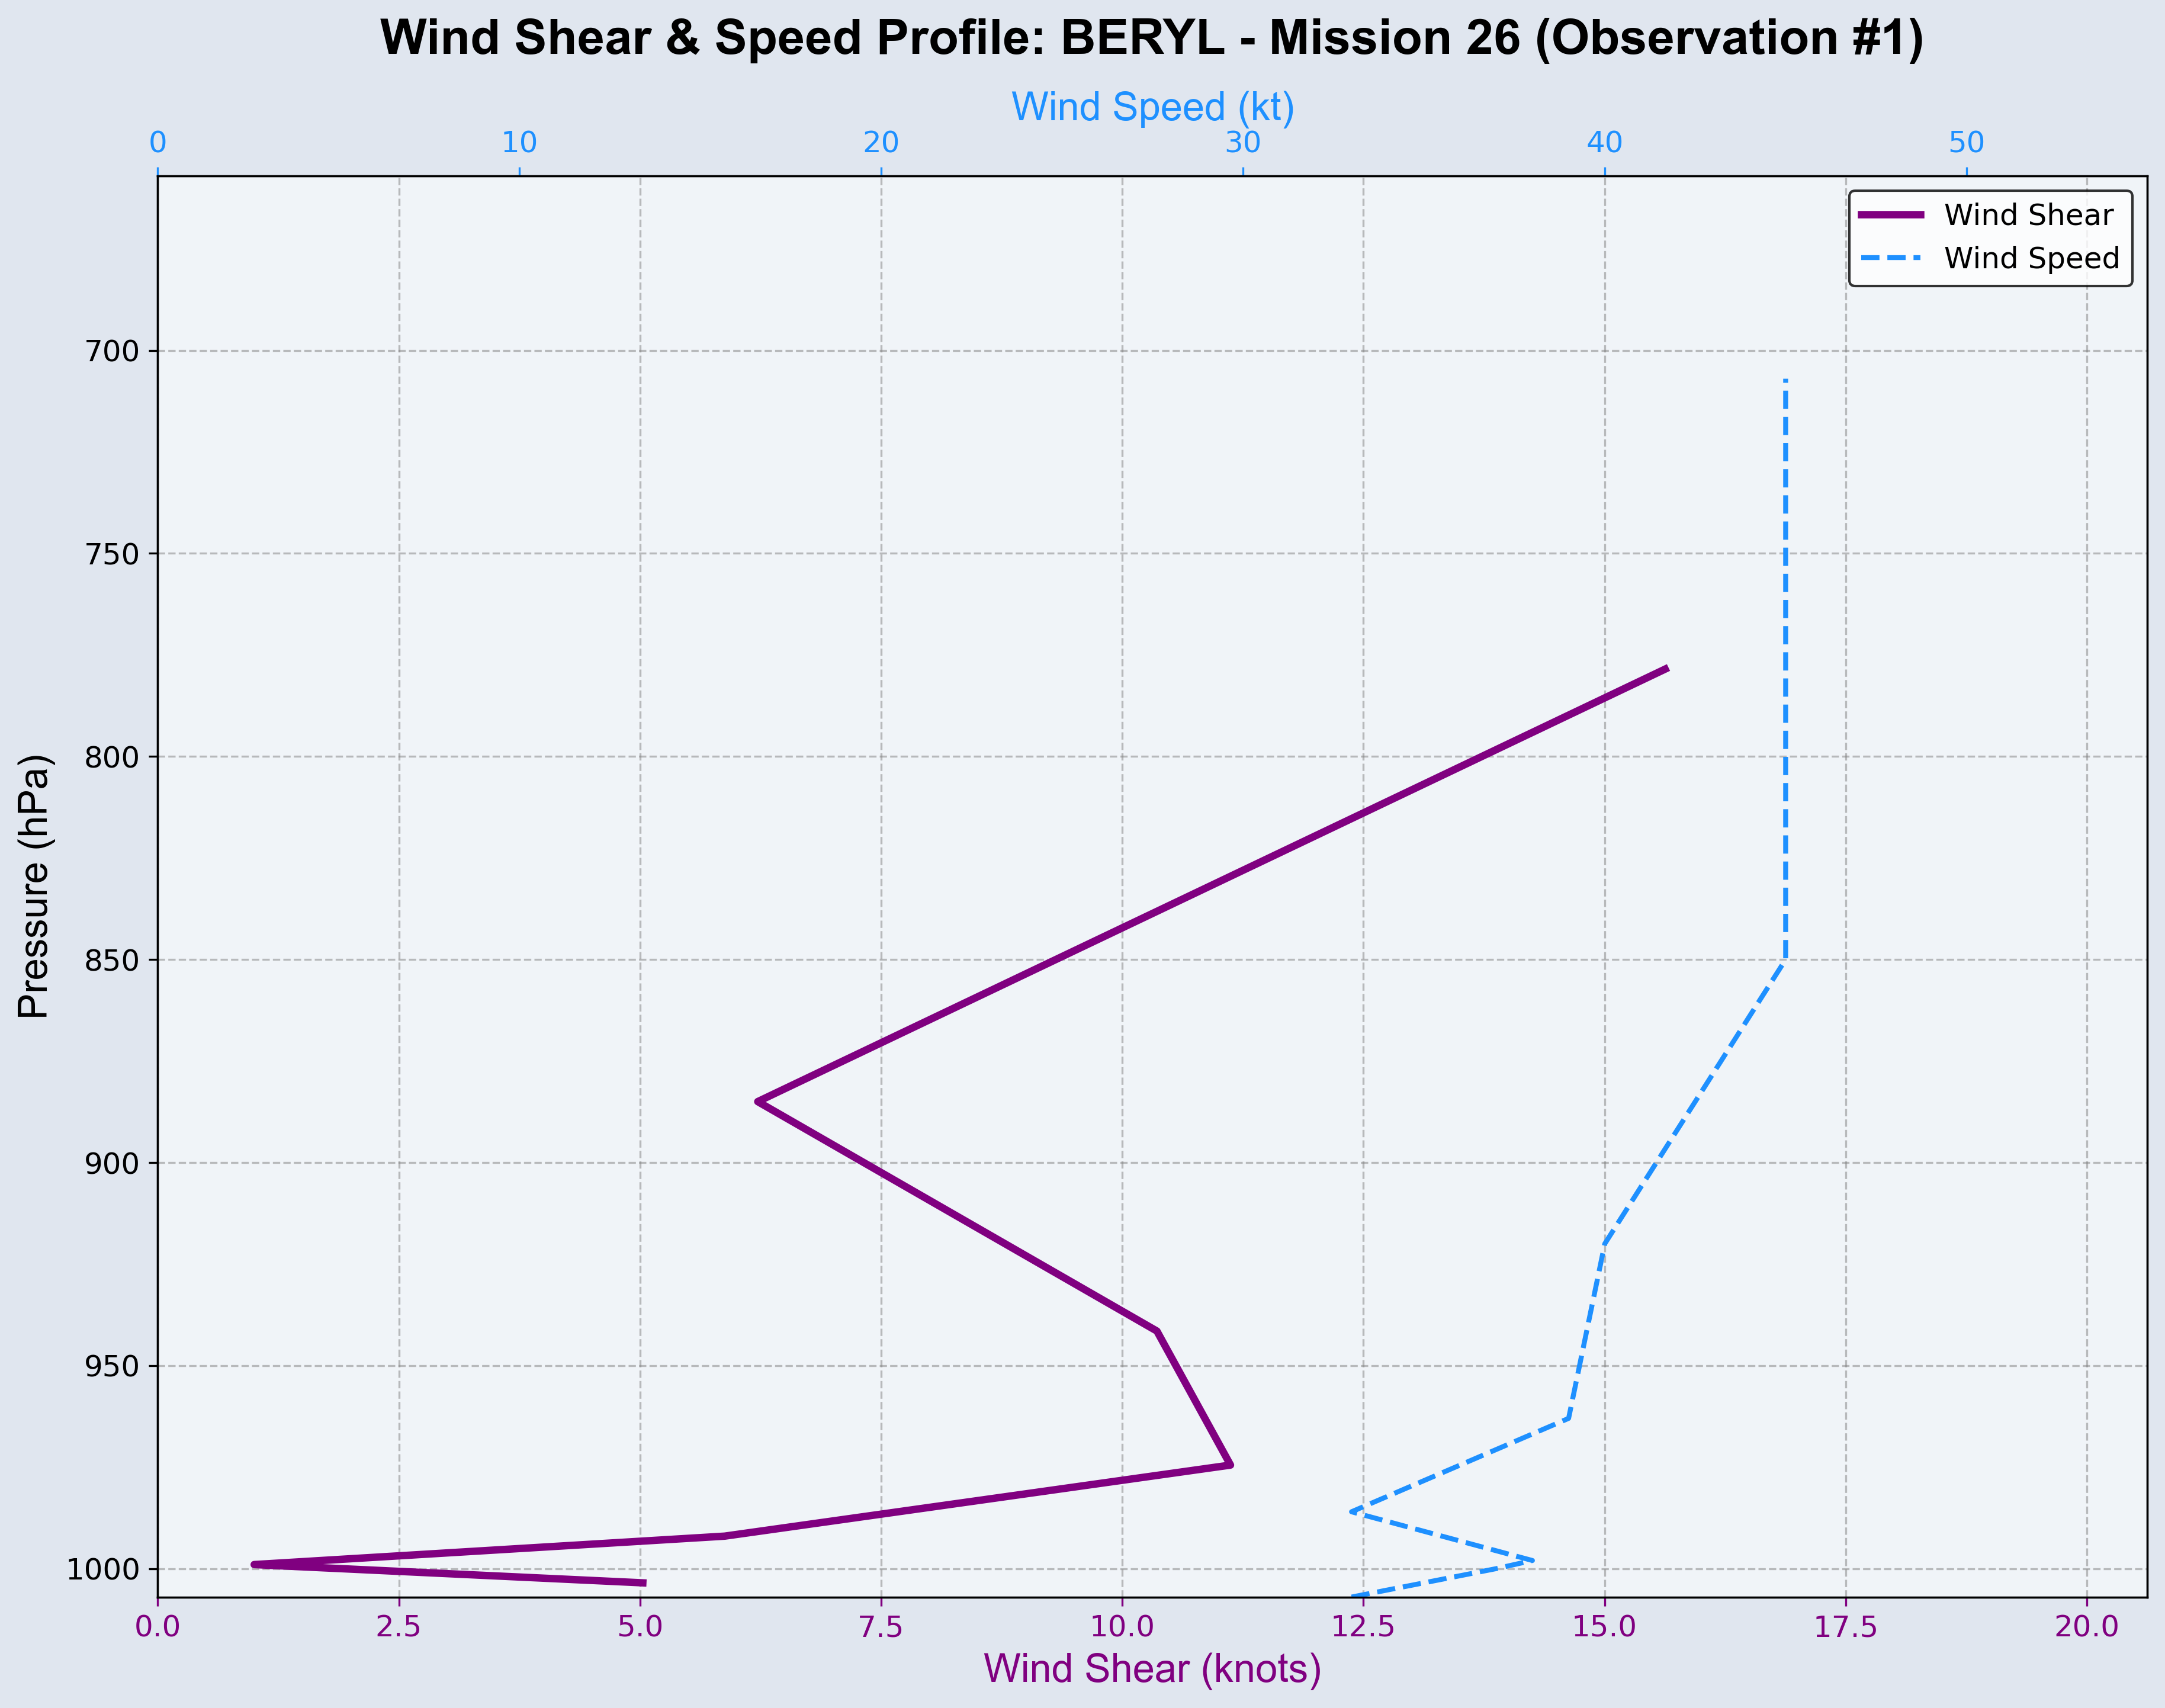 Wind Shear & Speed Profile: BERYL - Mission 26 (Observation #1)
Wind Speed (kt)
0 10 20 30 40 50
Wind Shear
Wind Speed
Pressure (hPa)
700
750
800
850
900
950
1000
0.0 2.5 5.0 7.5 10.0 12.5 15.0 17.5 20.0
Wind Shear (knots)